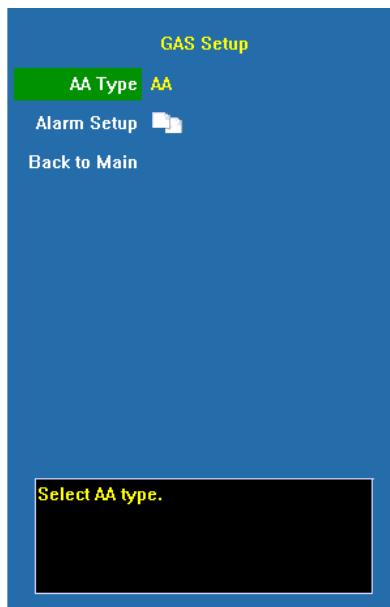 GAS Setup
AA Type AA
Alarm Setup
Back to Main
Select AA type.